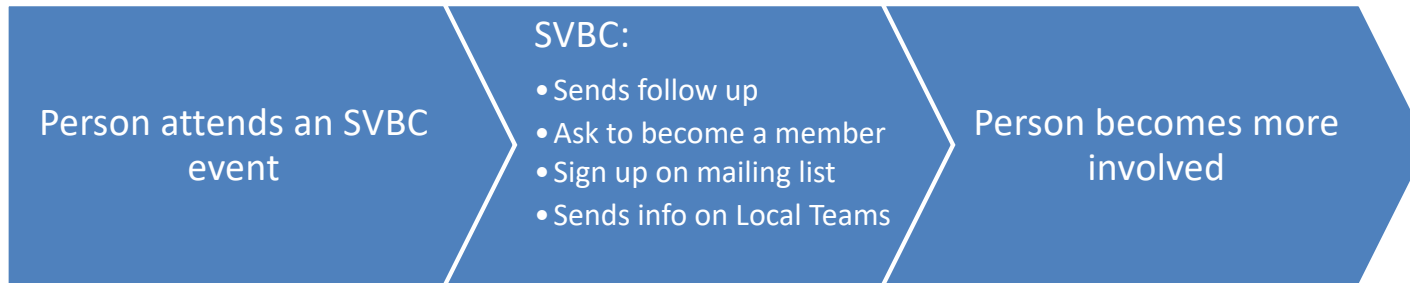 Person attends an SVBC
event
SVBC:
• Sends follow up
• Ask to become a member
• Sign up on mailing list
• Sends info on Local Teams
Person becomes more
involved